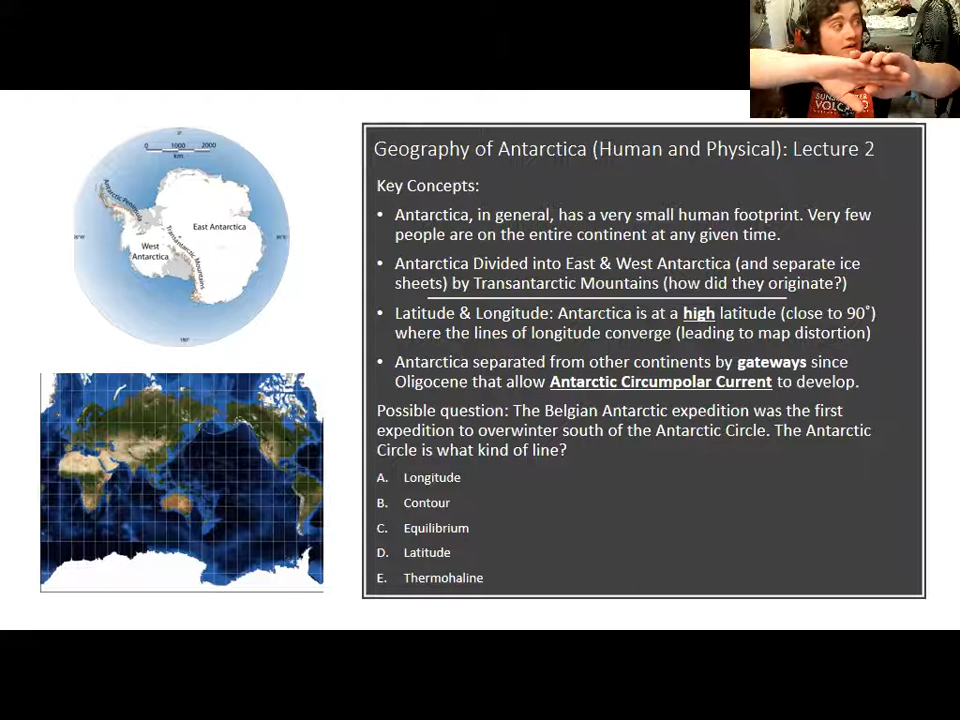 0°
0 1000 2000
km
Antarctic Peninsula
East Antarctica
West
Antarctica
Transantarctic Mountains
180°
Geography of Antarctica (Human and Physical): Lecture 2
Key Concepts:
• Antarctica, in general, has a very small human footprint. Very few
people are on the entire continent at any given time.
• Antarctica Divided into East & West Antarctica (and separate ice
sheets) by Transantarctic Mountains (how did they originate?)
• Latitude & Longitude: Antarctica is at a high latitude (close to 90˚)
where the lines of longitude converge (leading to map distortion)
• Antarctica separated from other continents by gateways since
Oligocene that allow Antarctic Circumpolar Current to develop.
Possible question: The Belgian Antarctic expedition was the first
expedition to overwinter south of the Antarctic Circle. The Antarctic
Circle is what kind of line?
A. Longitude
B. Contour
C. Equilibrium
D. Latitude
E. Thermohaline